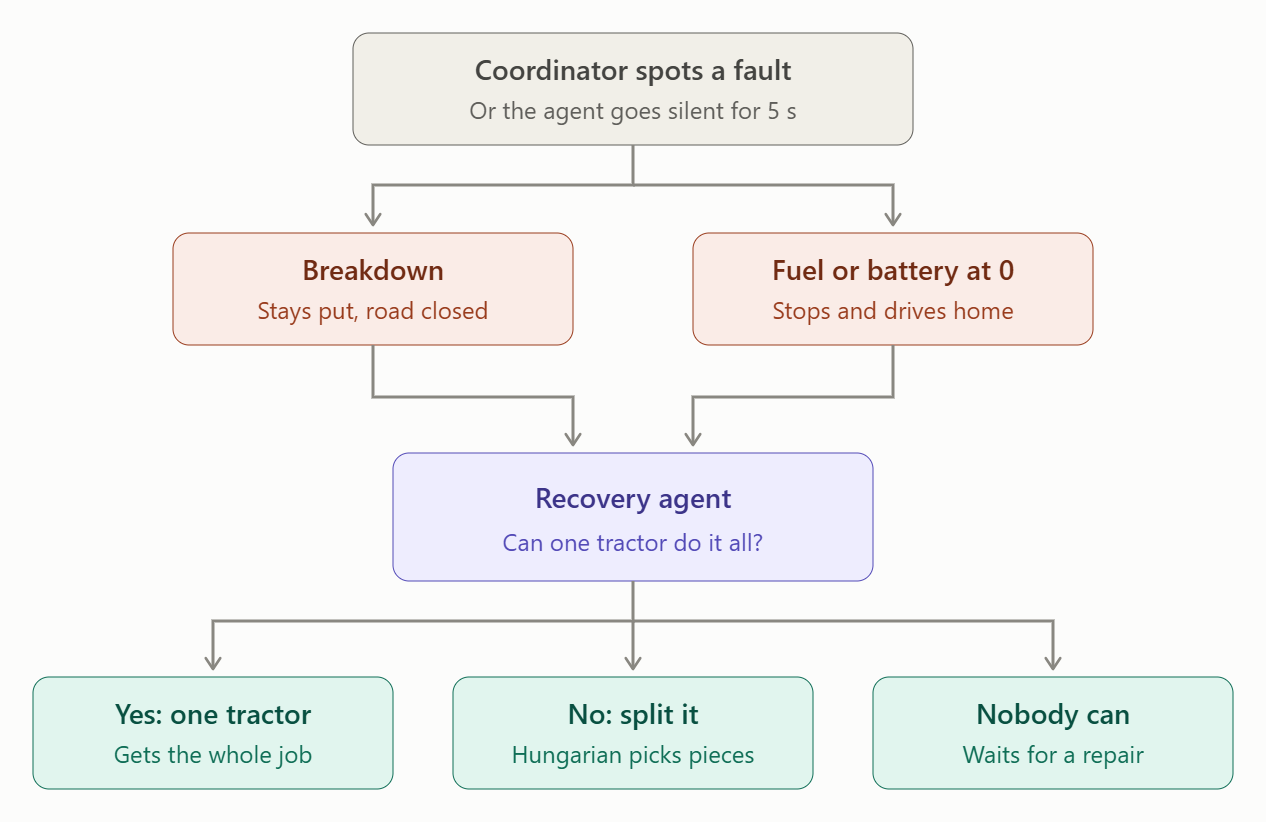 Coordinator spots a fault
Or the agent goes silent for 5 s
Breakdown
Stays put, road closed
Fuel or battery at 0
Stops and drives home
Recovery agent
Can one tractor do it all?
Yes: one tractor
Gets the whole job
No: split it
Hungarian picks pieces
Nobody can
Waits for a repair